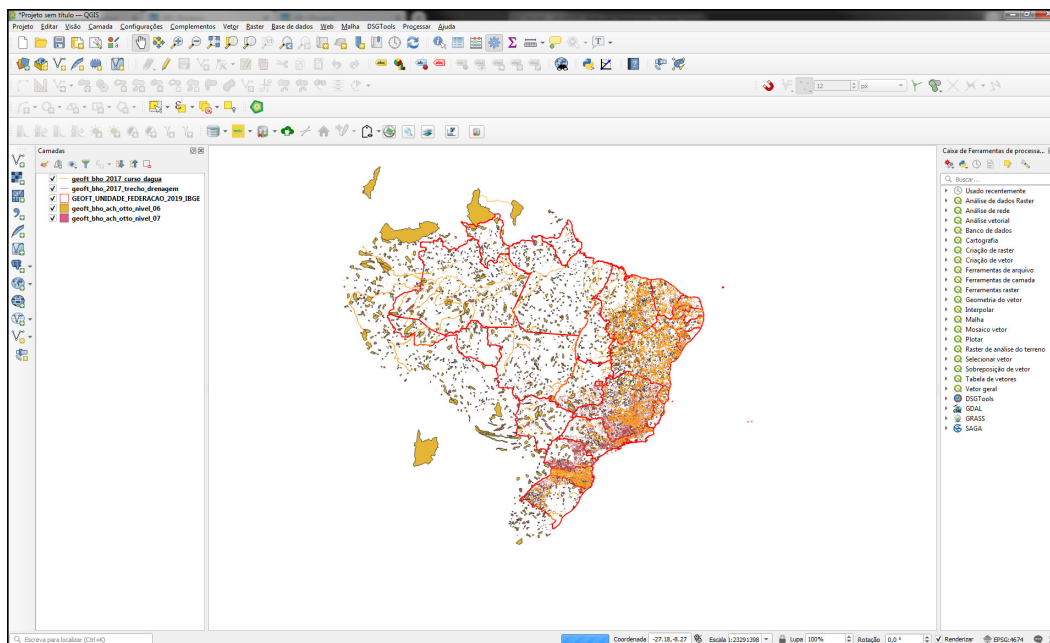 *Projeto sem título — QGIS
Projeto Editar Visão Camada Configurações Complementos Vetor Raster Base de dados Web Malha DSGTools Processar Ajuda
12 px
Camadas
geoft_bho_2017_curso_dagua
geoft_bho_2017_trecho_drenagem
GEOFT_UNIDADE_FEDERACAO_2019_IBGE
geoft_bho_ach_otto_nivel_06
geoft_bho_ach_otto_nivel_07
Caixa de Ferramentas de processa...
Buscar...
Usado recentemente
Análise de dados Raster
Análise de rede
Análise vetorial
Banco de dados
Cartografia
Criação de raster
Criação de vetor
Ferramentas de arquivo
Ferramentas de camada
Ferramentas raster
Geometria do vetor
Interpolar
Malha
Mosaico vetor
Plotar
Raster de análise do terreno
Selecionar vetor
Sobreposição de vetor
Tabela de vetores
Vetor geral
DSGTools
GDAL
GRASS
SAGA
Escreva para localizar (Ctrl+K) Coordenada -27.18,-8.27 Escala 1:23291398 Lupa 100% Rotação 0,0 ° Renderizar EPSG:4674